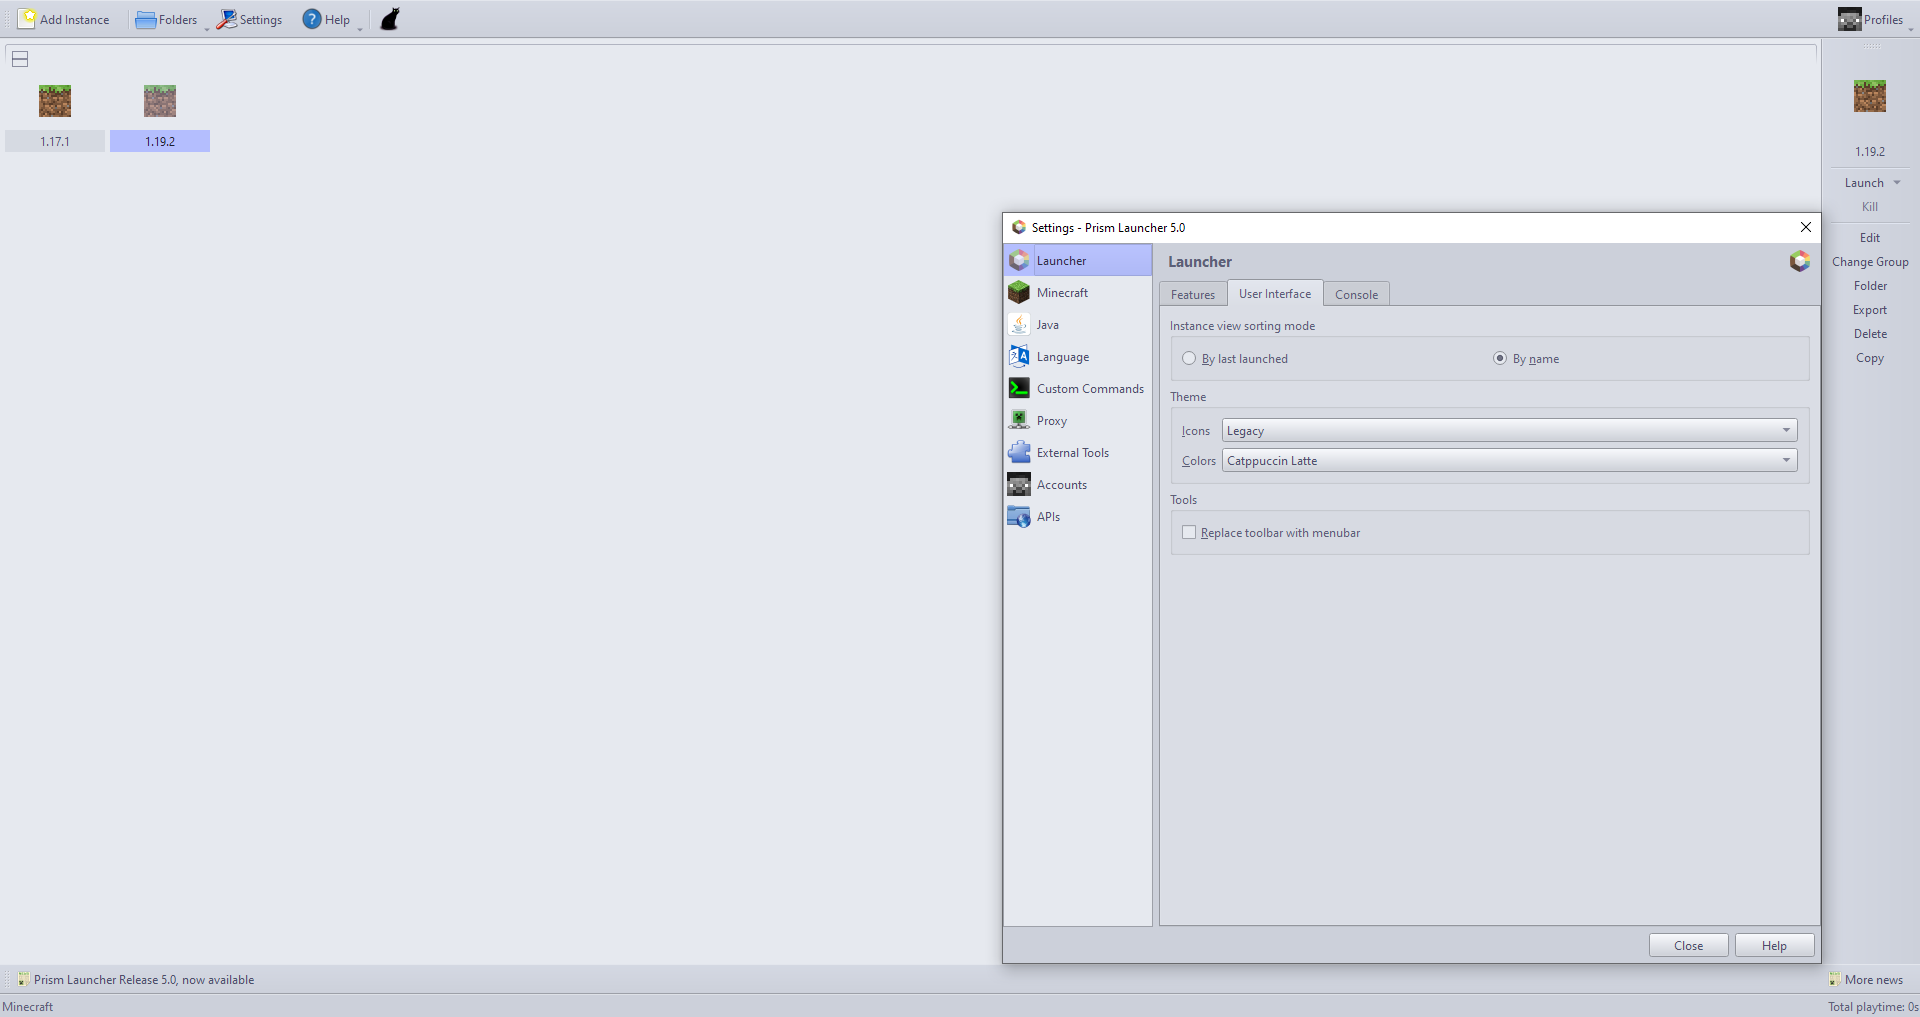 Add Instance Folders Settings Help Profiles
1.17.1 1.19.2
1.19.2
Launch
Kill
Edit
Change Group
Folder
Export
Delete
Copy
Settings - Prism Launcher 5.0
Launcher
Minecraft
Java
Language
Custom Commands
Proxy
External Tools
Accounts
APIs
Launcher
Features User Interface Console
Instance view sorting mode
By last launched By name
Theme
Icons Legacy
Colors Catppuccin Latte
Tools
Replace toolbar with menubar
Close Help
Prism Launcher Release 5.0, now available More news
Minecraft Total playtime: 0s